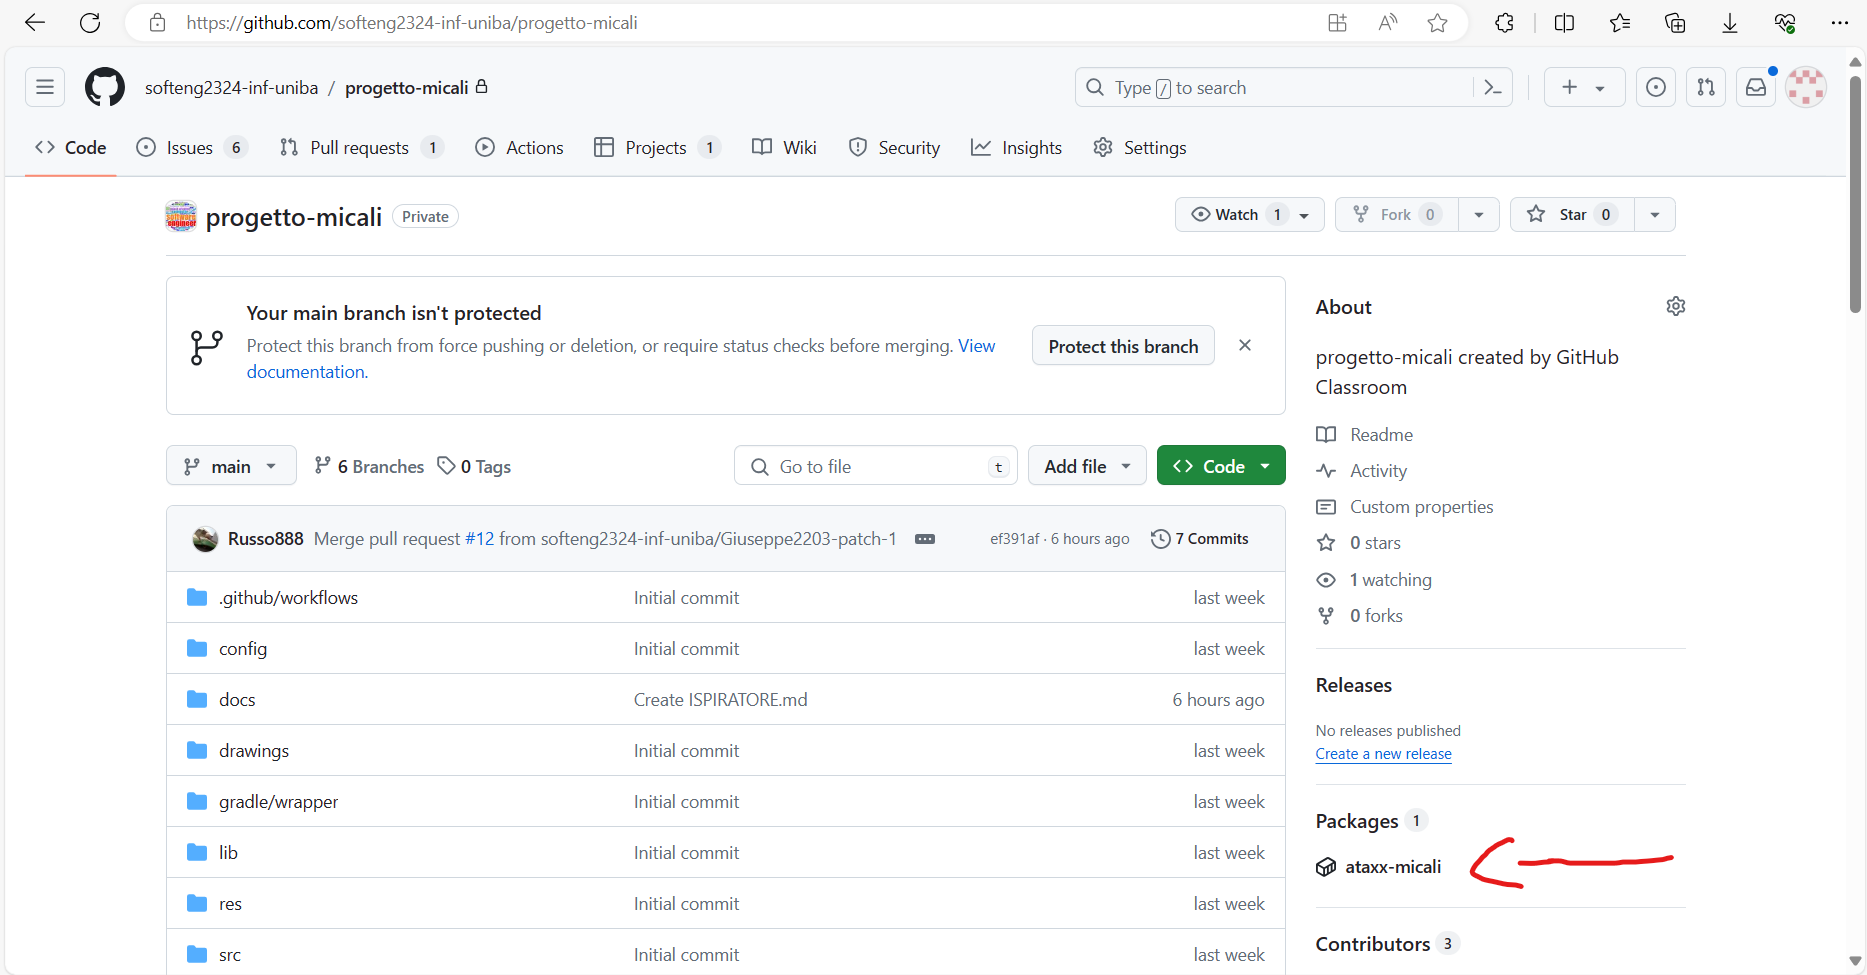 https://github.com/softeng2324-inf-uniba/progetto-micali
softeng2324-inf-uniba / progetto-micali
Type / to search
Code
Issues 6
Pull requests 1
Actions
Projects 1
Wiki
Security
Insights
Settings
progetto-micali Private
Watch 1
Fork 0
Star 0
Your main branch isn't protected
Protect this branch from force pushing or deletion, or require status checks before merging. View
documentation.
Protect this branch
About
progetto-micali created by GitHub
Classroom
Readme
Activity
Custom properties
0 stars
1 watching
0 forks
main
6 Branches
0 Tags
Go to file t
Add file
Code
Russo888 Merge pull request #12 from softeng2324-inf-uniba/Giuseppe2203-patch-1 ef391af · 6 hours ago 7 Commits
.github/workflows Initial commit last week
config Initial commit last week
docs Create ISPIRATORE.md 6 hours ago
drawings Initial commit last week
gradle/wrapper Initial commit last week
lib Initial commit last week
res Initial commit last week
src Initial commit last week
Releases
No releases published
Create a new release
Packages 1
ataxx-micali
Contributors 3